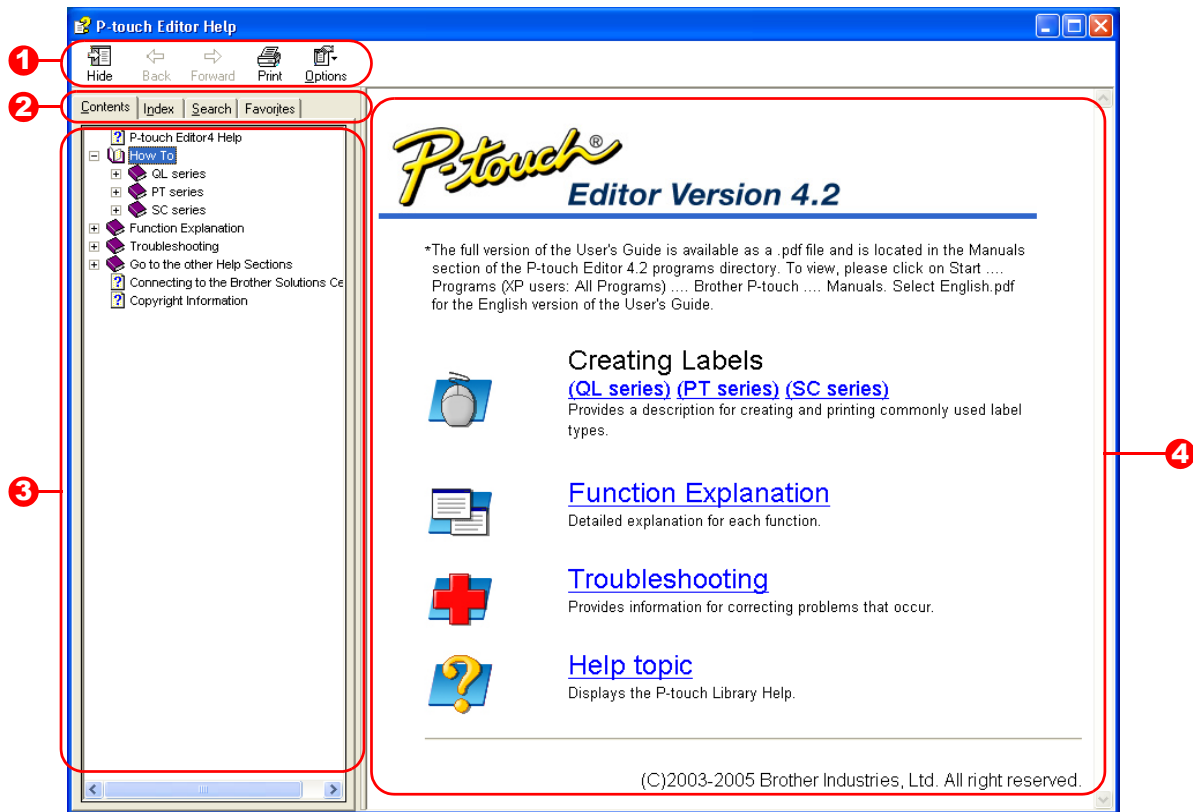 P-touch Editor Help
1
Hide Back Forward Print Options
2
Contents Index Search Favorites
P-touch Editor4 Help
How To
QL series
PT series
SC series
Function Explanation
Troubleshooting
Go to the other Help Sections
Connecting to the Brother Solutions Ce
Copyright Information
3
P-touch®
Editor Version 4.2
*The full version of the User's Guide is available as a .pdf file and is located in the Manuals
section of the P-touch Editor 4.2 programs directory. To view, please click on Start ....
Programs (XP users: All Programs) .... Brother P-touch .... Manuals. Select English.pdf
for the English version of the User's Guide.
Creating Labels
(QL series) (PT series) (SC series)
Provides a description for creating and printing commonly used label
types.
4
Function Explanation
Detailed explanation for each function.
Troubleshooting
Provides information for correcting problems that occur.
Help topic
Displays the P-touch Library Help.
(C)2003-2005 Brother Industries, Ltd. All right reserved.